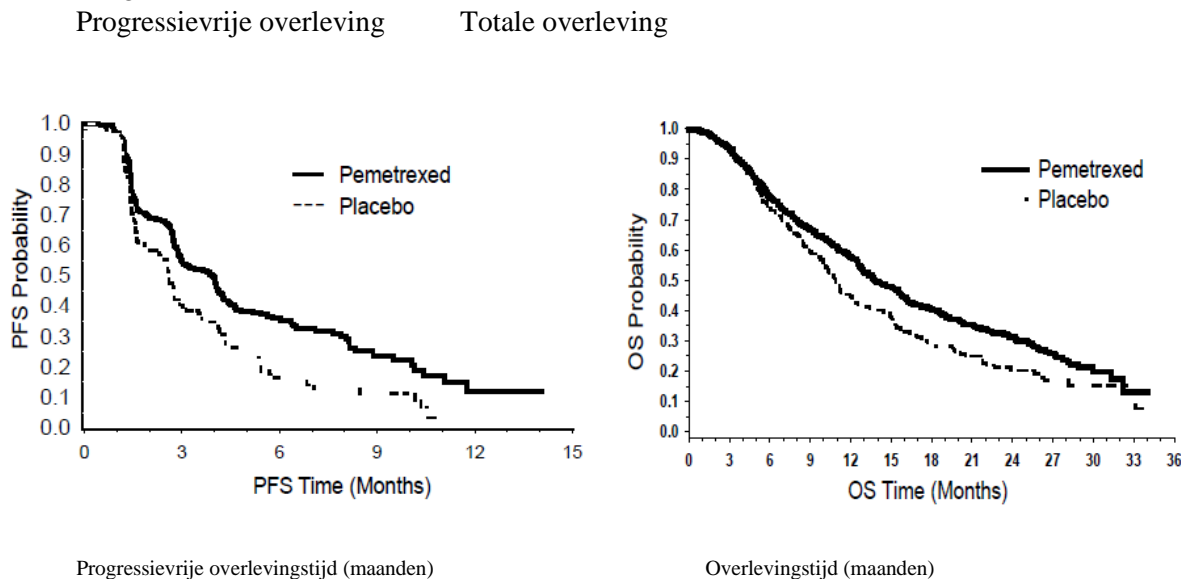 Progressievrije overleving Totale overleving
1.0
0.9
0.8
0.7
0.6
0.5
0.4
0.3
0.2
0.1
0.0
PFS Probability
Pemetrexed
Placebo
0 3 6 9 12 15
PFS Time (Months)
1.0
0.9
0.8
0.7
0.6
0.5
0.4
0.3
0.2
0.1
0.0
OS Probability
Pemetrexed
Placebo
0 3 6 9 12 15 18 21 24 27 30 33 36
OS Time (Months)
Progressievrije overlevingstijd (maanden) Overlevingstijd (maanden)